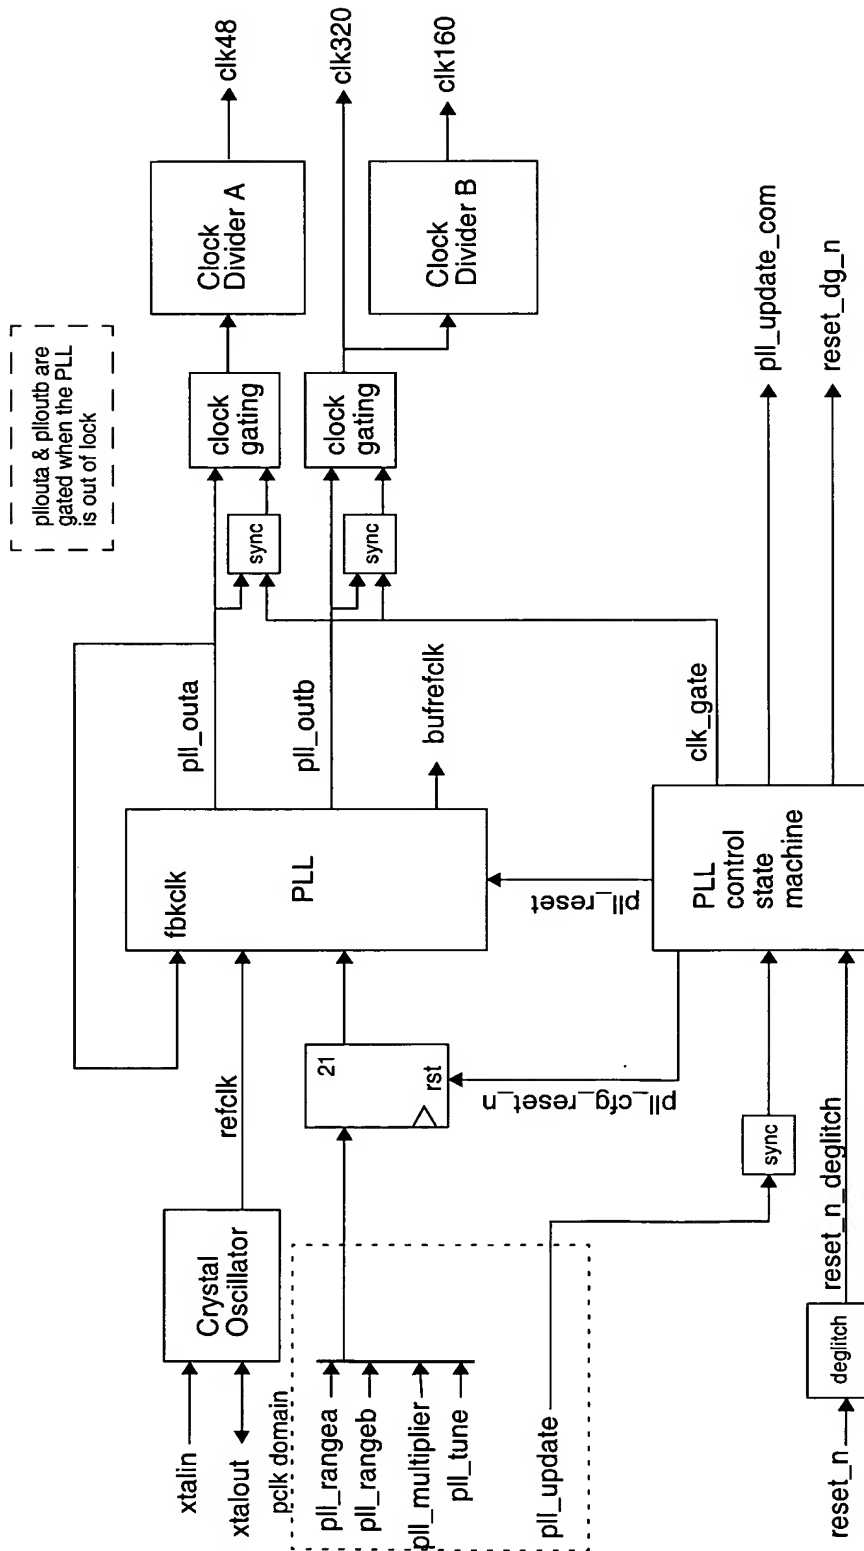 pllouta &plloutb are
gated when the PLL
is out of lock
xtalin
xtalout
Crystal
Oscillator
refclk
fbkclk
PLL
pll_outa
sync
clock
gating
Clock
Divider A
clk48
pclk domain
pll_rangea
pll_rangeb
pll_multiplier
pll_tune
21
rst
pll_outb
sync
clock
gating
clk320
Clock
Divider B
clk160
bufrefclk
pll_cfg_reset_n
pll_reset
pll_update
sync
PLL
control
state
machine
clk_gate
pll_update_com
reset_n
deglitch
reset_n_deglitch
reset_dg_n